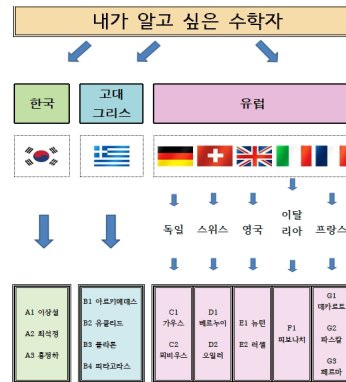 내가 알고 싶은 수학자
한국
고대
그리스
유럽
독일
스위스
영국
이탈
리아
프랑스
A1 이상설
A2 최석정
A3 홍정하
B1 아르키메데스
B2 유클리드
B3 플라톤
B4 피타고라스
C1
가우스
C2
뫼비우스
D1
베르누이
D2
오일러
E1 뉴턴
E2 러셀
F1
피보나치
G1
데카르트
G2
파스칼
G3
페르마